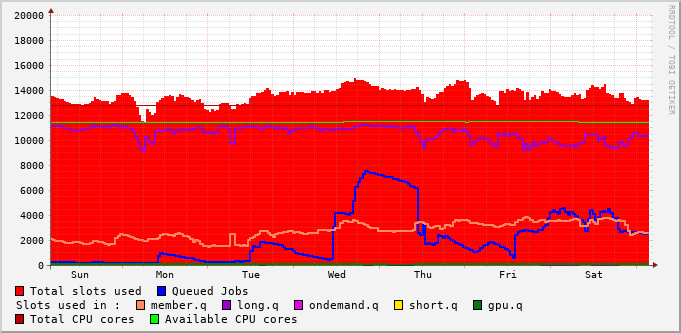 RRDTOOL / TOBI OETIKER
20000
18000
16000
14000
12000
10000
8000
6000
4000
2000
0
Sun Mon Tue Wed Thu Fri Sat
Total slots used Queued Jobs
Slots used in : member.q long.q ondemand.q short.q gpu.q
Total CPU cores Available CPU cores